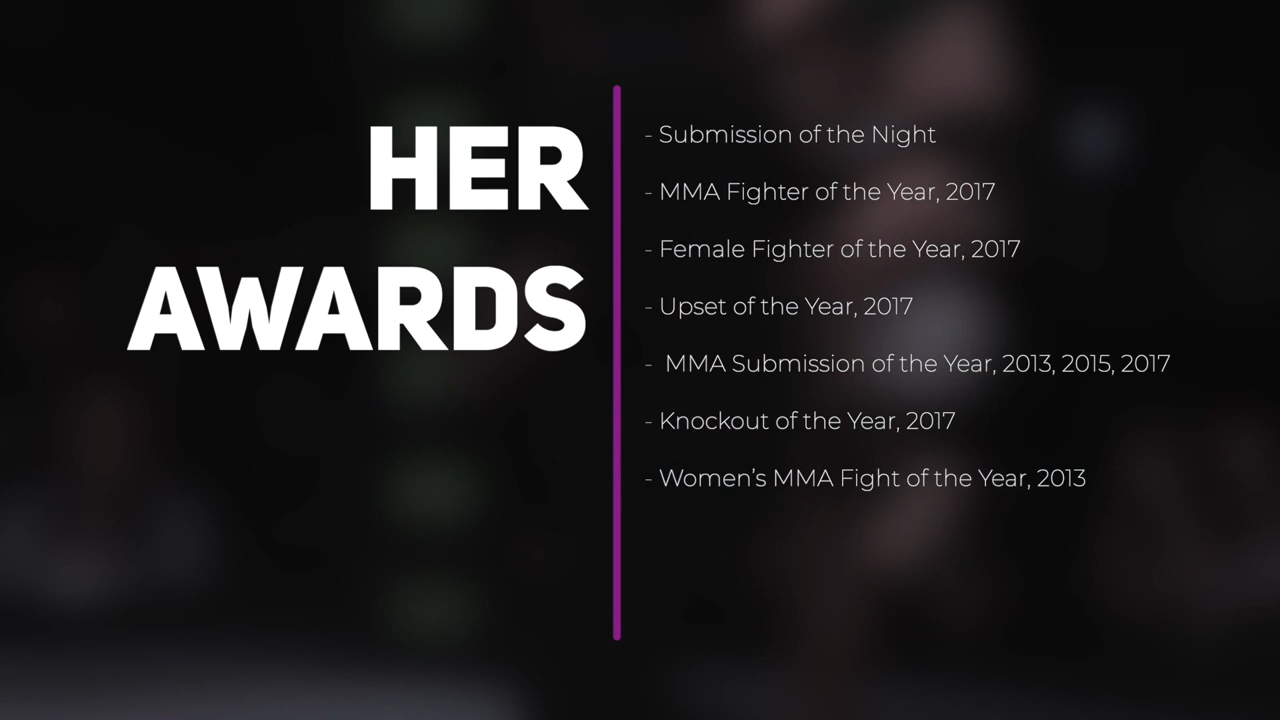 HER
AWARDS
- Submission of the Night
- MMA Fighter of the Year, 2017
- Female Fighter of the Year, 2017
- Upset of the Year, 2017
- MMA Submission of the Year, 2013, 2015, 2017
- Knockout of the Year, 2017
- Women’s MMA Fight of the Year, 2013